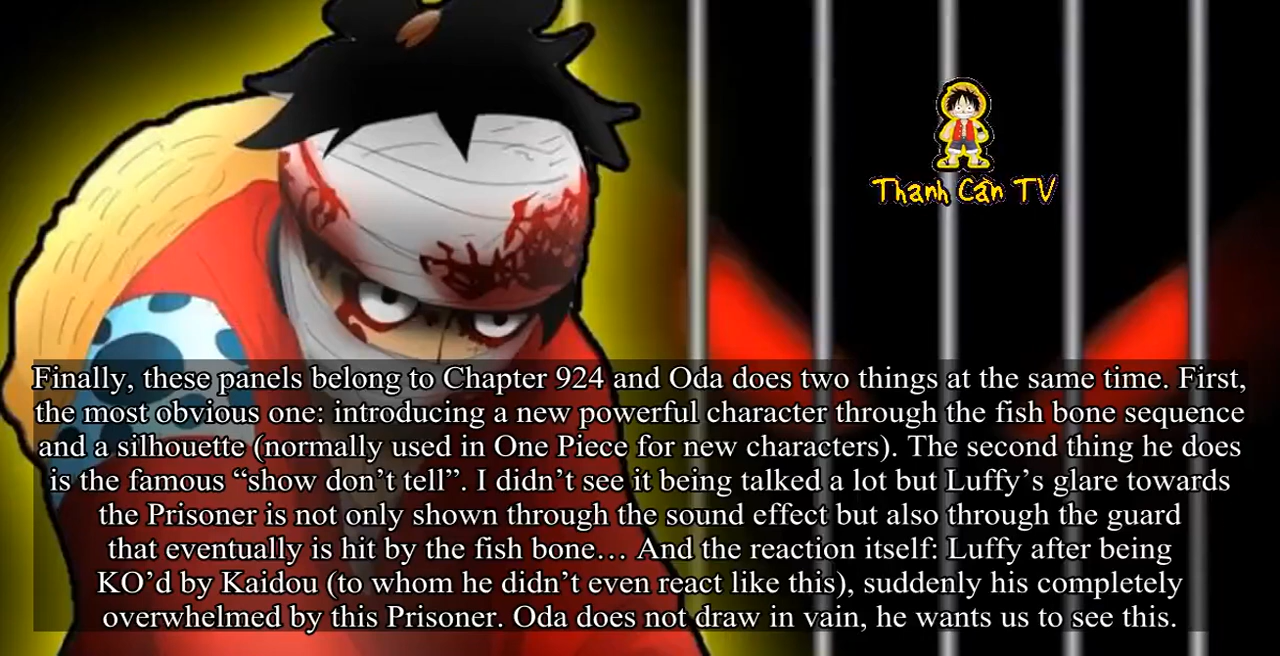 Thanh Cần TV
Finally, these panels belong to Chapter 924 and Oda does two things at the same time. First,
the most obvious one: introducing a new powerful character through the fish bone sequence
and a silhouette (normally used in One Piece for new characters). The second thing he does
is the famous “show don’t tell”. I didn’t see it being talked a lot but Luffy’s glare towards
the Prisoner is not only shown through the sound effect but also through the guard
that eventually is hit by the fish bone… And the reaction itself: Luffy after being
KO’d by Kaidou (to whom he didn’t even react like this), suddenly his completely
overwhelmed by this Prisoner. Oda does not draw in vain, he wants us to see this.